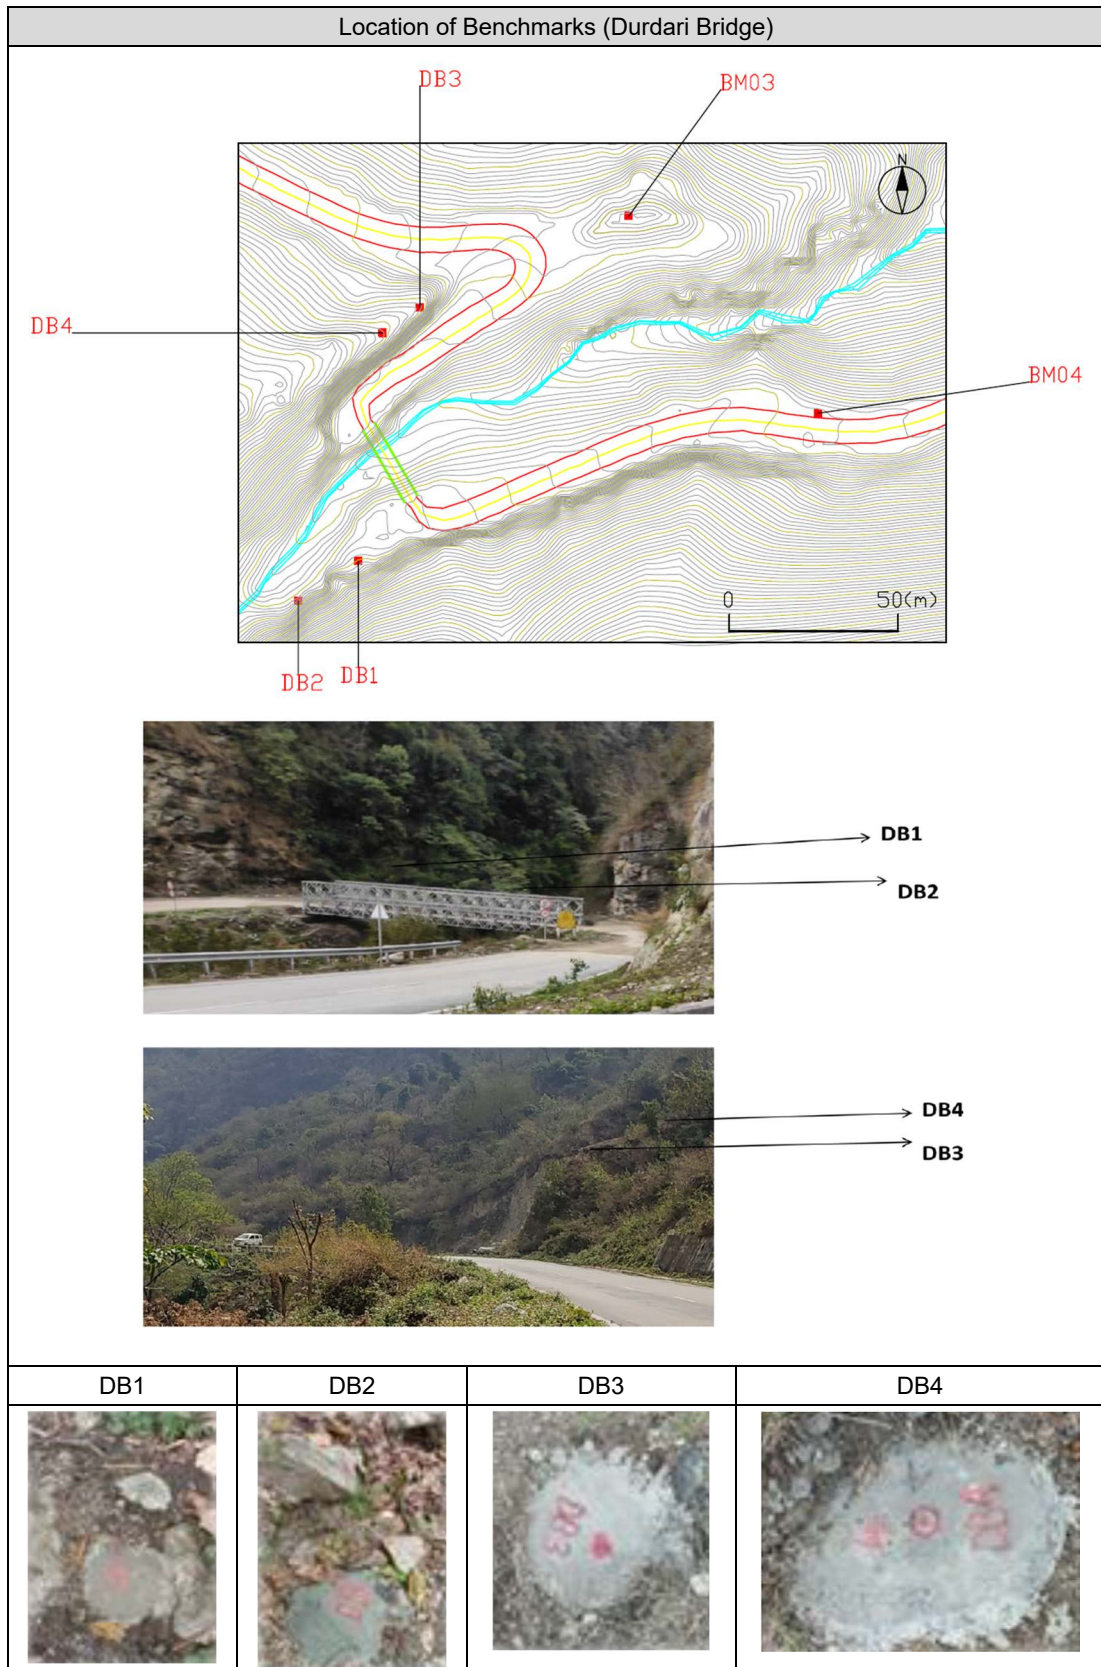 Location of Benchmarks (Durdari Bridge)
DB3
BM03
N
DB4
BM04
0 50(m)
DB2 DB1
DB1
DB2
DB4
DB3
DB1 DB2 DB3 DB4